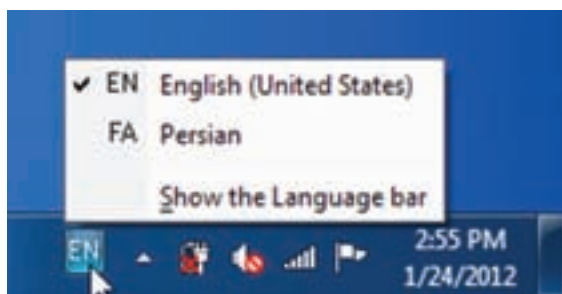 EN English (United States)
FA Persian
Show the Language bar
EN
2:55 PM
1/24/2012